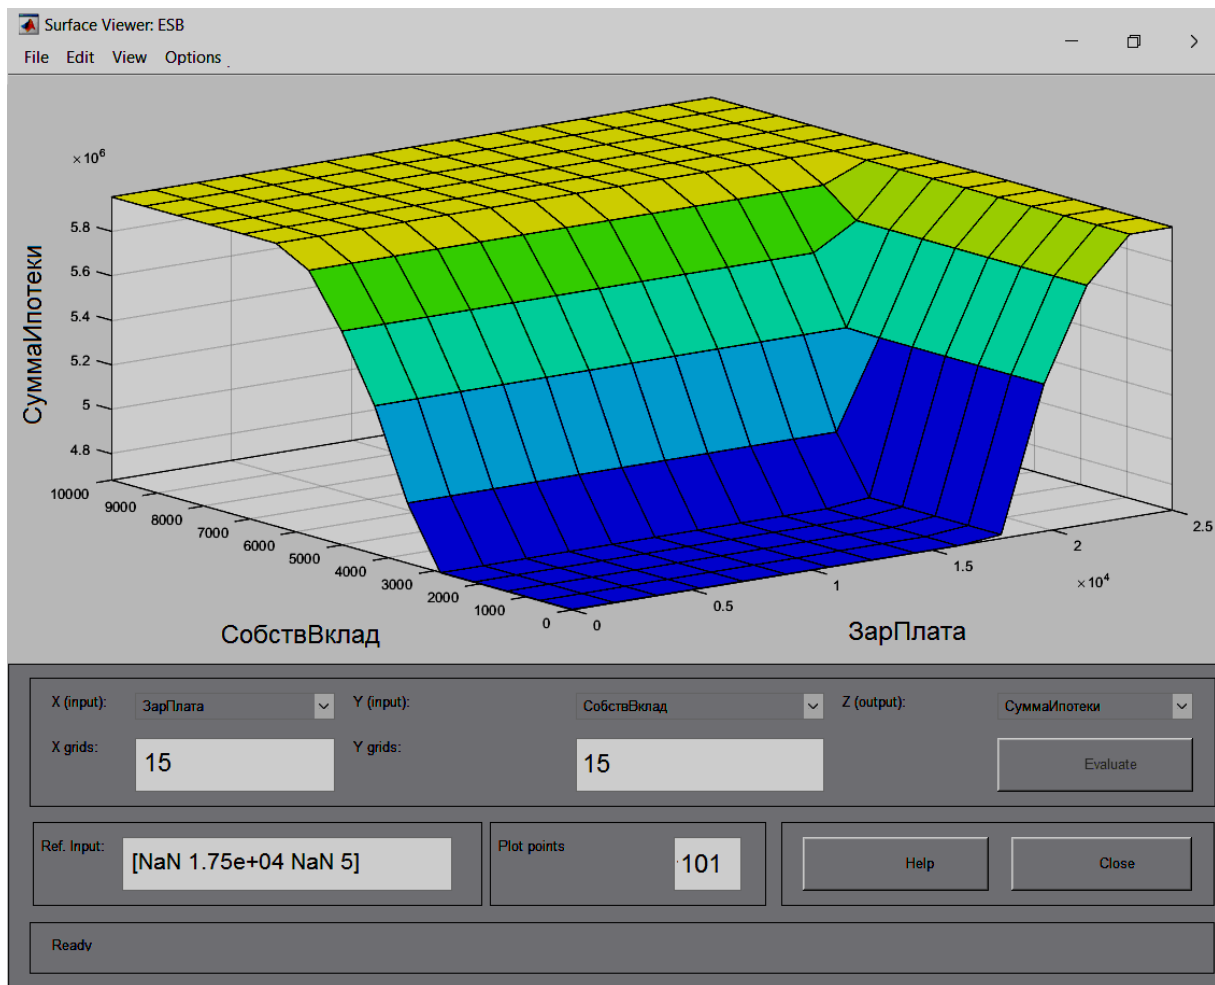 Surface Viewer: ESB
File Edit View Options
×10⁶
5.8
5.6
5.4
5.2
5
4.8
СуммаИпотеки
10000
9000
8000
7000
6000
5000
4000
3000
2000
1000
0
СобствВклад
0
0.5
1
1.5
2
2.5
×10⁴
ЗарПлата
X (input): ЗарПлата Y (input): СобствВклад Z (output): СуммаИпотеки
X grids: 15 Y grids: 15 Evaluate
Ref. Input: [NaN 1.75e+04 NaN 5] Plot points 101 Help Close
Ready